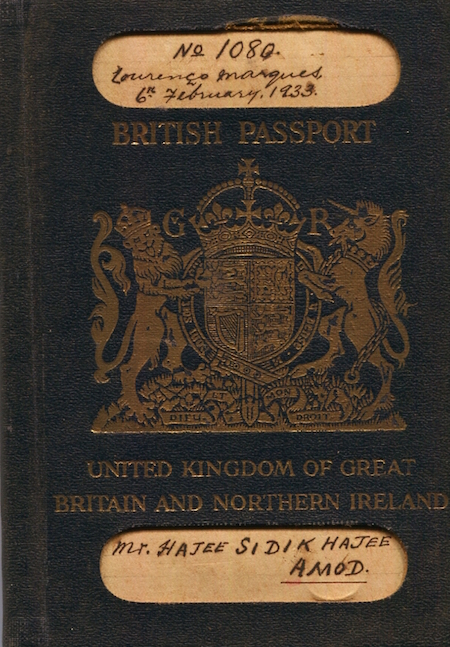 No 1080.
Lourenço Marques,
6th February, 1933.
BRITISH PASSPORT
G R
DIEU ET MON DROIT
UNITED KINGDOM OF GREAT
BRITAIN AND NORTHERN IRELAND
Mr. HAJEE SIDIK HAJEE
AMOD.